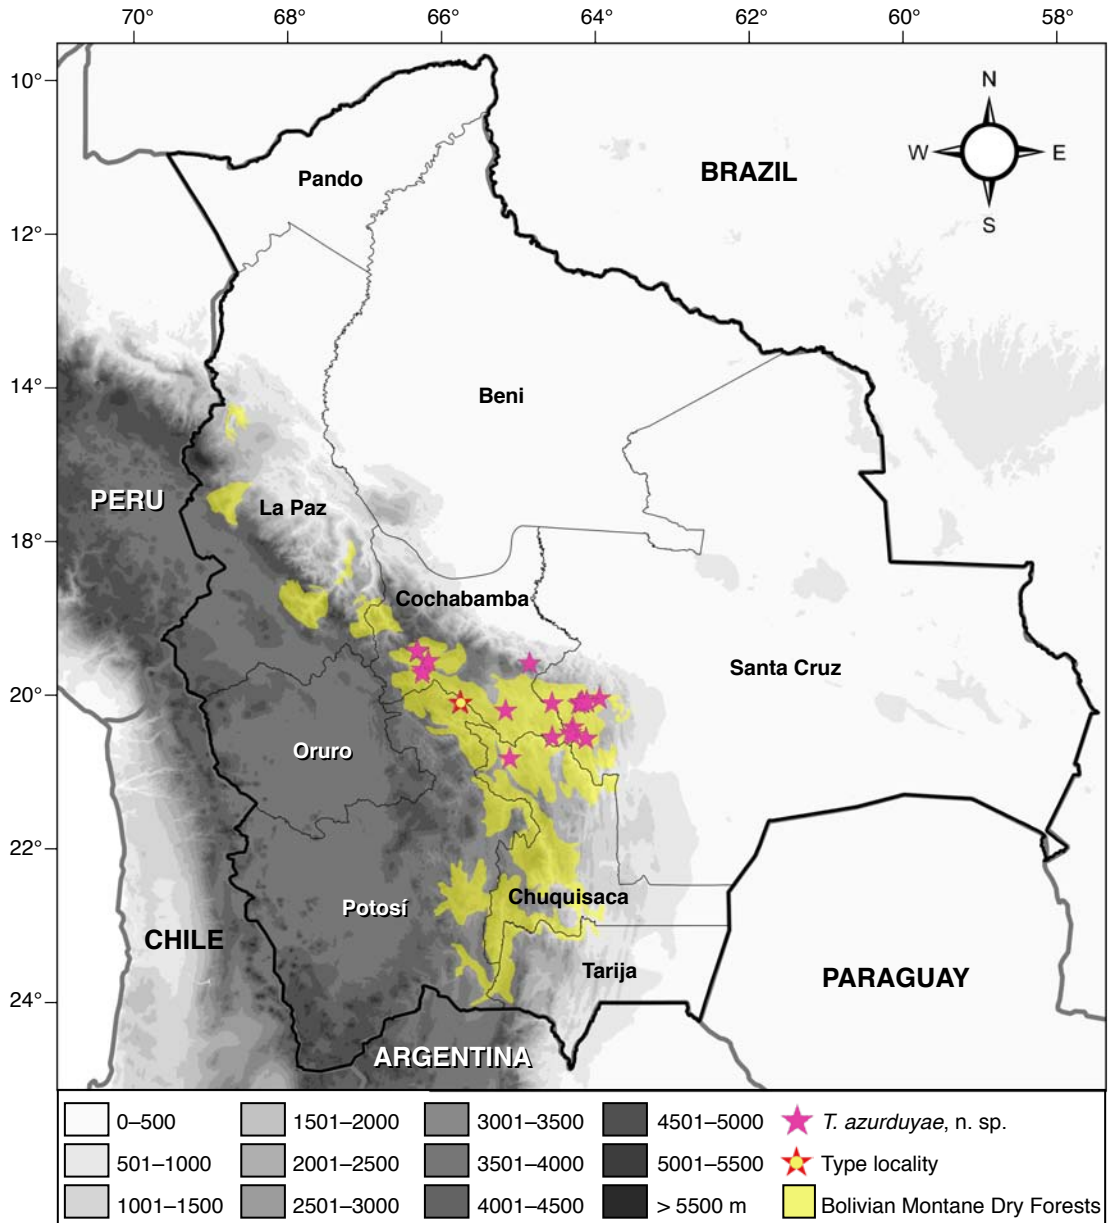 70° 68° 66° 64° 62° 60° 58°
10°
12°
14°
16°
18°
20°
22°
24°
N
W E
S
BRAZIL
Pando
Beni
PERU
La Paz
Cochabamba
Santa Cruz
Oruro
Potosí
Chuquisaca
CHILE
Tarija
PARAGUAY
ARGENTINA
0–500 1501–2000 3001–3500 4501–5000 T. azurduyae, n. sp.
501–1000 2001–2500 3501–4000 5001–5500 Type locality
1001–1500 2501–3000 4001–4500 > 5500 m Bolivian Montane Dry Forests